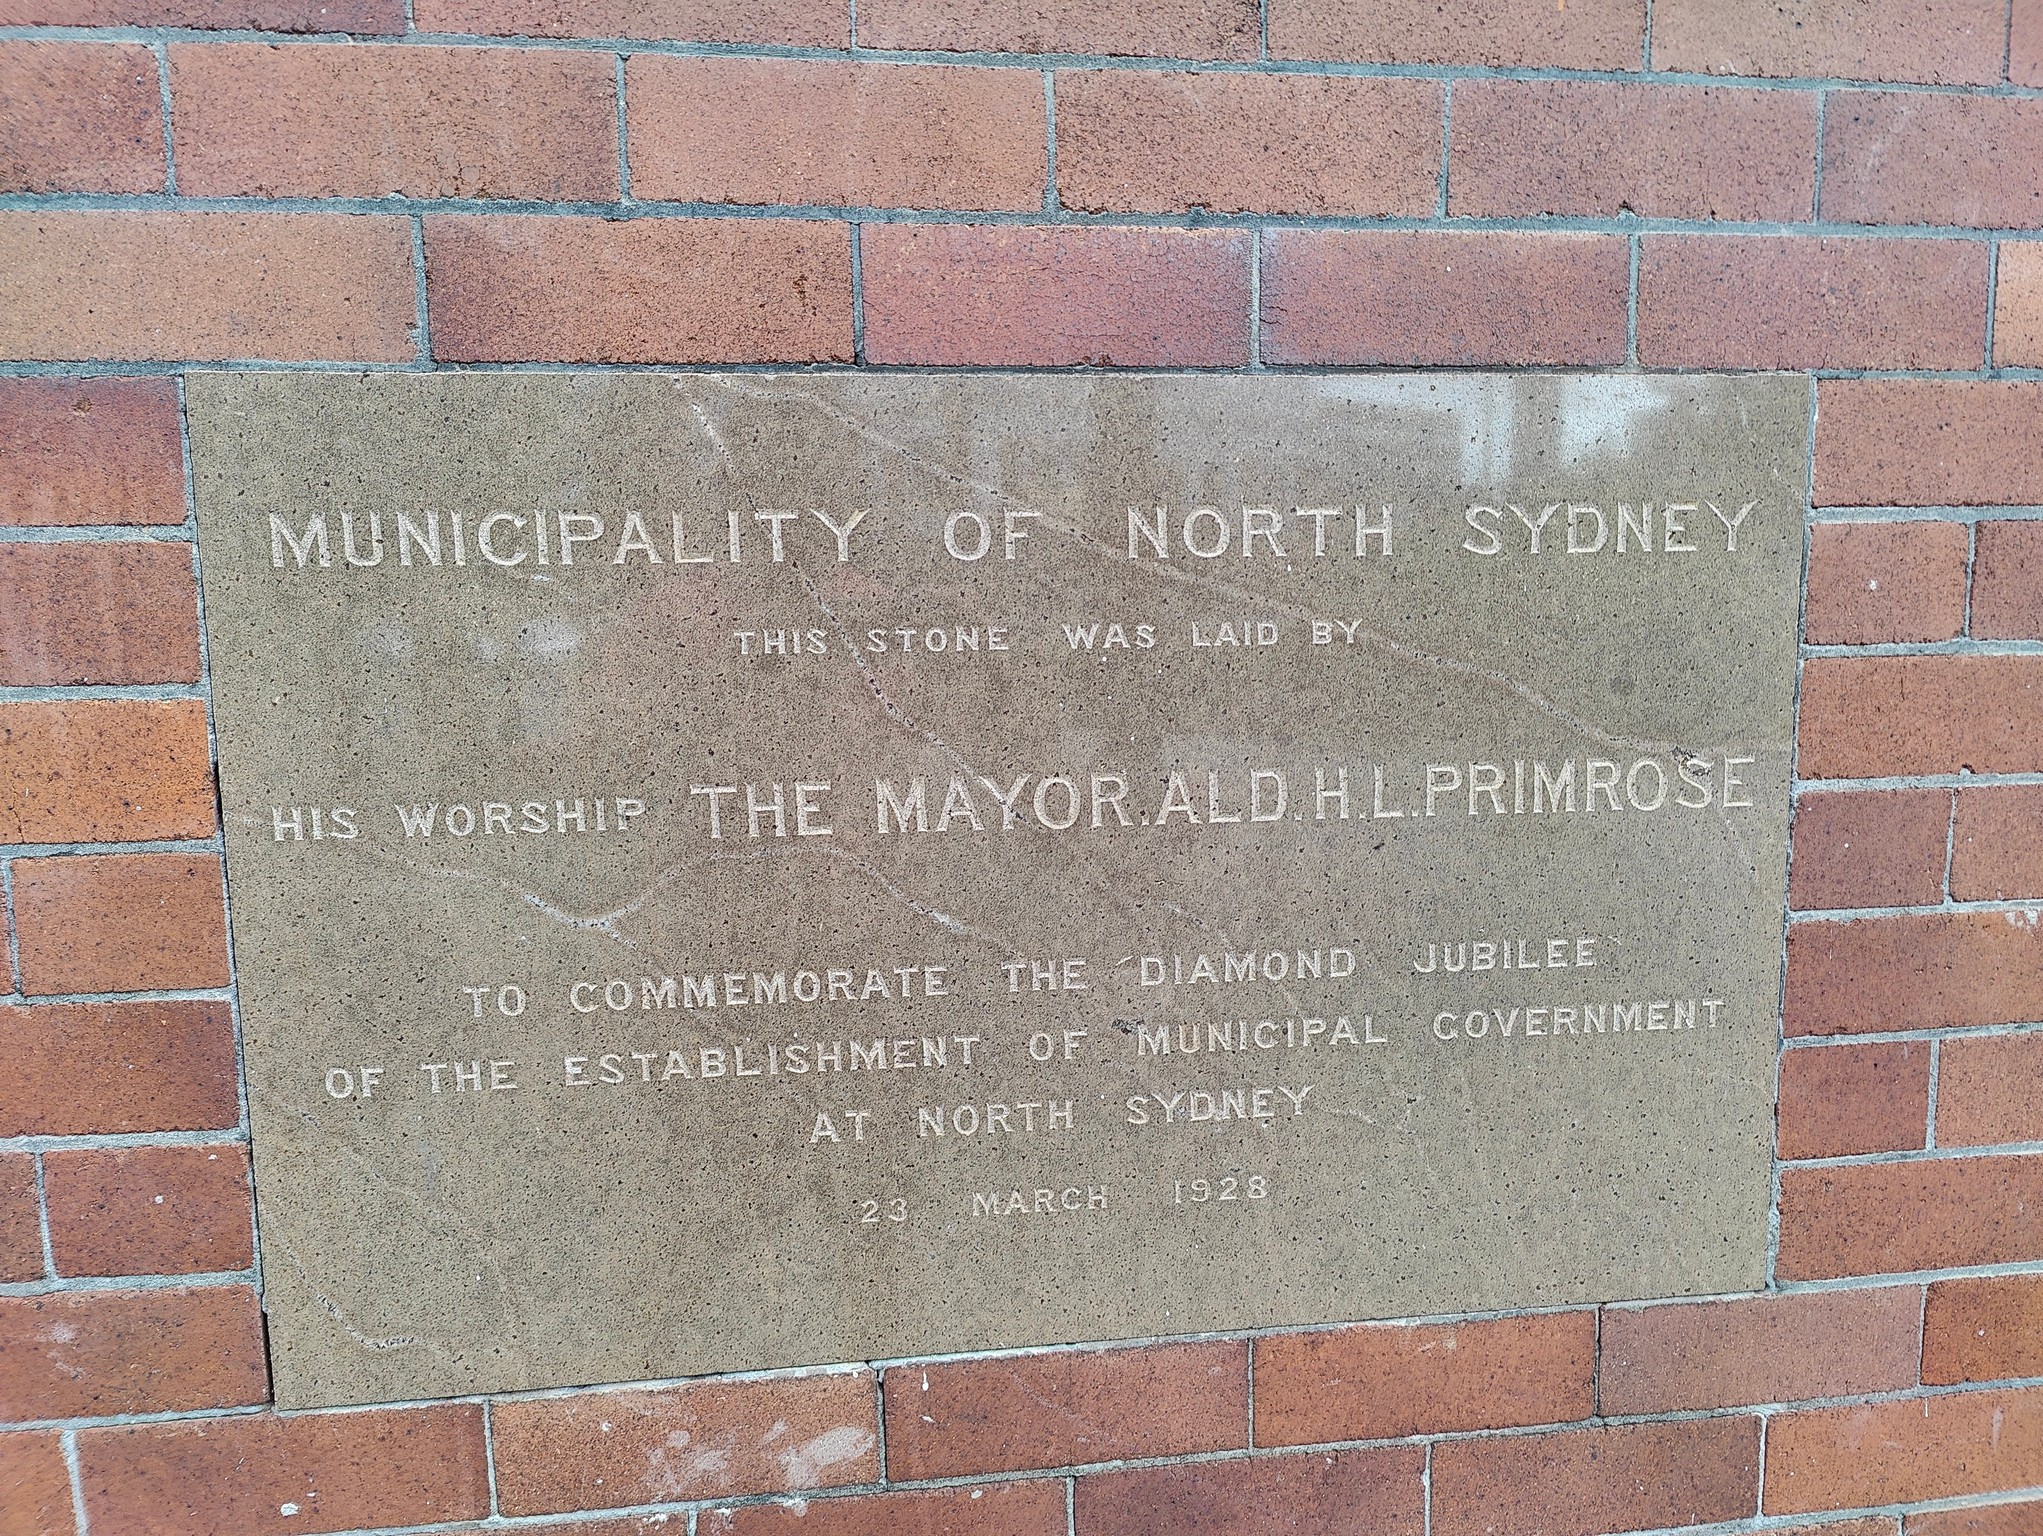 MUNICIPALITY OF NORTH SYDNEY
THIS STONE WAS LAID BY
HIS WORSHIP THE MAYOR.ALD.H.L.PRIMROSE
TO COMMEMORATE THE DIAMOND JUBILEE
OF THE ESTABLISHMENT OF MUNICIPAL GOVERNMENT
AT NORTH SYDNEY
23 MARCH 1928